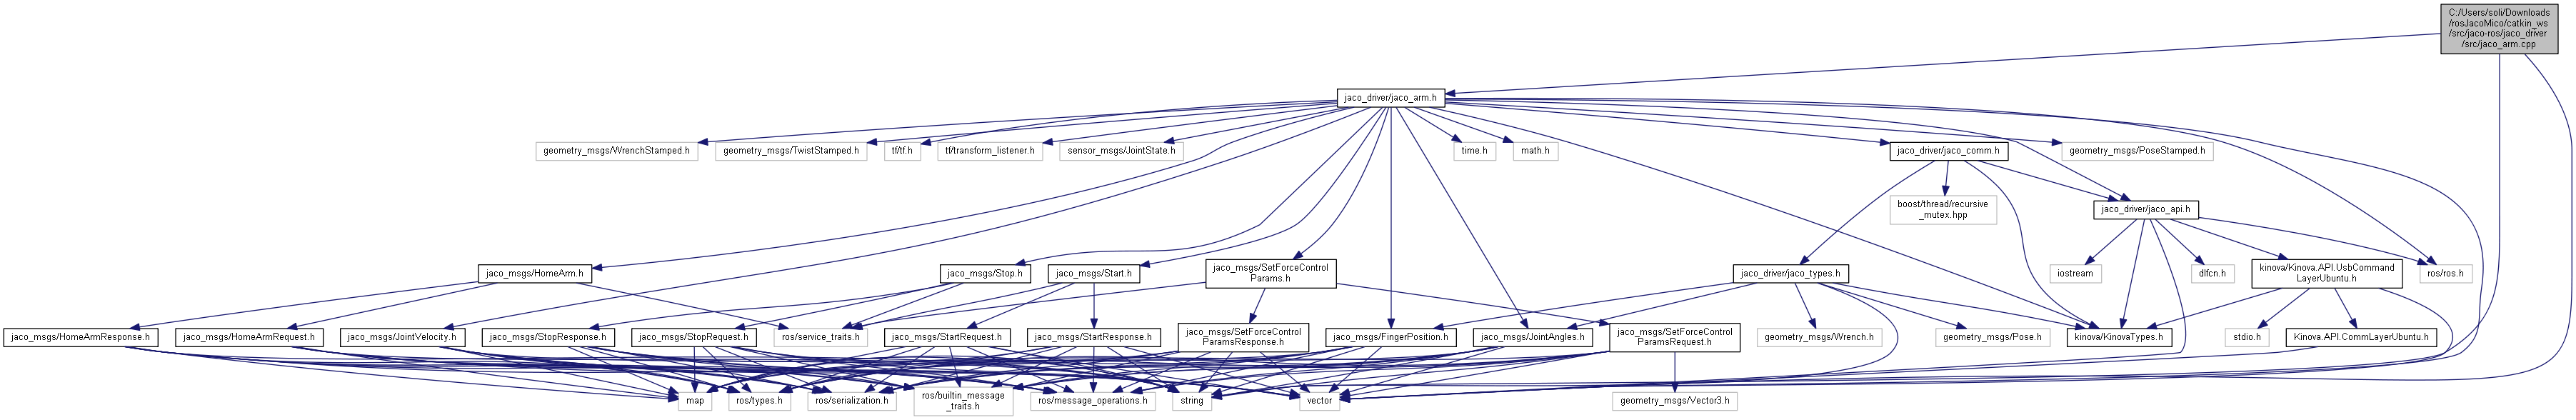 C:/Users/soli/Downloads
/rosJacoMico/catkin_ws
/src/jaco-ros/jaco_driver
/src/jaco_arm.cpp
jaco_driver/jaco_arm.h
geometry_msgs/WrenchStamped.h
geometry_msgs/TwistStamped.h
tf/tf.h
tf/transform_listener.h
sensor_msgs/JointState.h
time.h
math.h
jaco_driver/jaco_comm.h
geometry_msgs/PoseStamped.h
boost/thread/recursive
_mutex.hpp
jaco_driver/jaco_api.h
jaco_msgs/HomeArm.h
jaco_msgs/Stop.h
jaco_msgs/Start.h
jaco_msgs/SetForceControl
Params.h
jaco_driver/jaco_types.h
iostream
dlfcn.h
kinova/Kinova.API.UsbCommand
LayerUbuntu.h
ros/ros.h
jaco_msgs/HomeArmResponse.h
jaco_msgs/HomeArmRequest.h
jaco_msgs/JointVelocity.h
jaco_msgs/StopResponse.h
jaco_msgs/StopRequest.h
ros/service_traits.h
jaco_msgs/StartRequest.h
jaco_msgs/StartResponse.h
jaco_msgs/SetForceControl
ParamsResponse.h
jaco_msgs/FingerPosition.h
jaco_msgs/JointAngles.h
jaco_msgs/SetForceControl
ParamsRequest.h
geometry_msgs/Wrench.h
geometry_msgs/Pose.h
kinova/KinovaTypes.h
stdio.h
Kinova.API.CommLayerUbuntu.h
map
ros/types.h
ros/serialization.h
ros/builtin_message
_traits.h
ros/message_operations.h
string
vector
geometry_msgs/Vector3.h